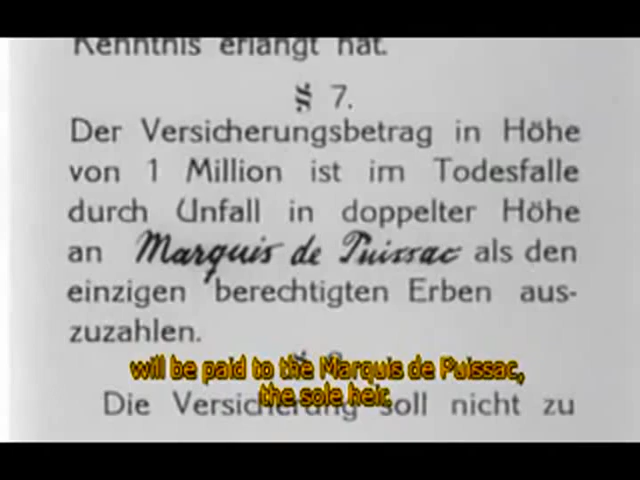 Kenntnis erlangt hat.
§ 7.
Der Versicherungsbetrag in Höhe
von 1 Million ist im Todesfalle
durch Unfall in doppelter Höhe
an Marquis de Puissac als den
einzigen berechtigten Erben aus-
zuzahlen.
will be paid to the Marquis de Puissac,
the sole heir.
Die Versicherung soll nicht zu